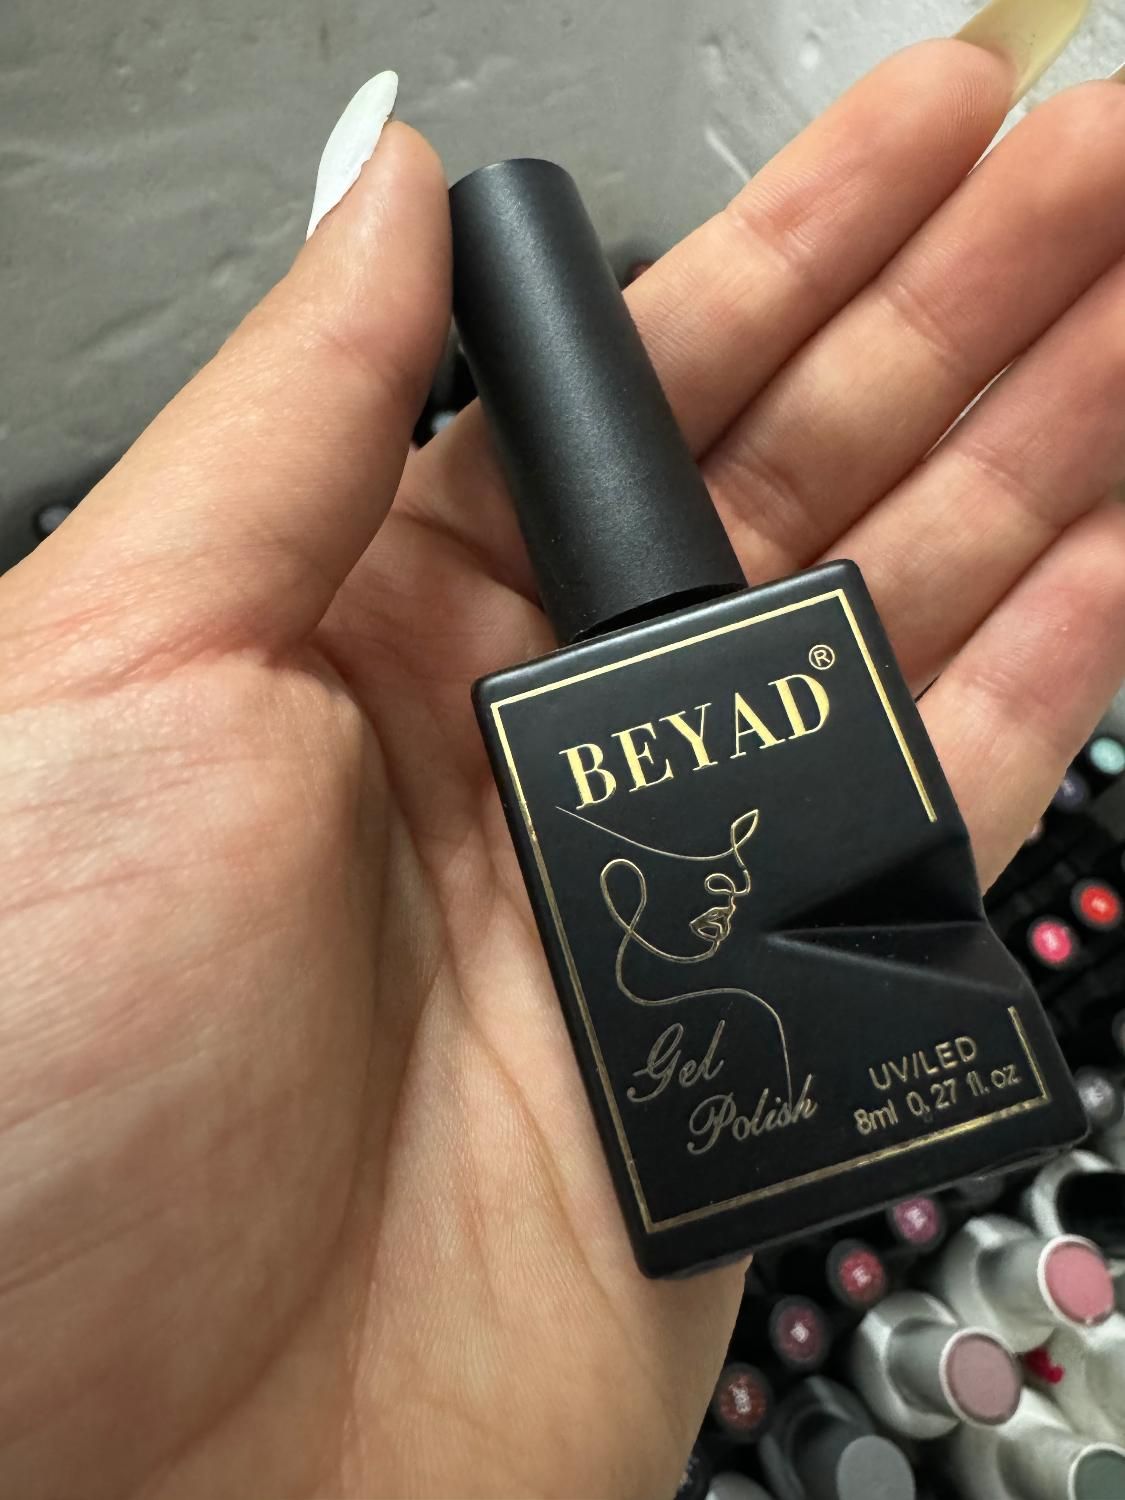 BEYAD®
Gel
Polish
UV/LED
8ml 0.27 fl.oz